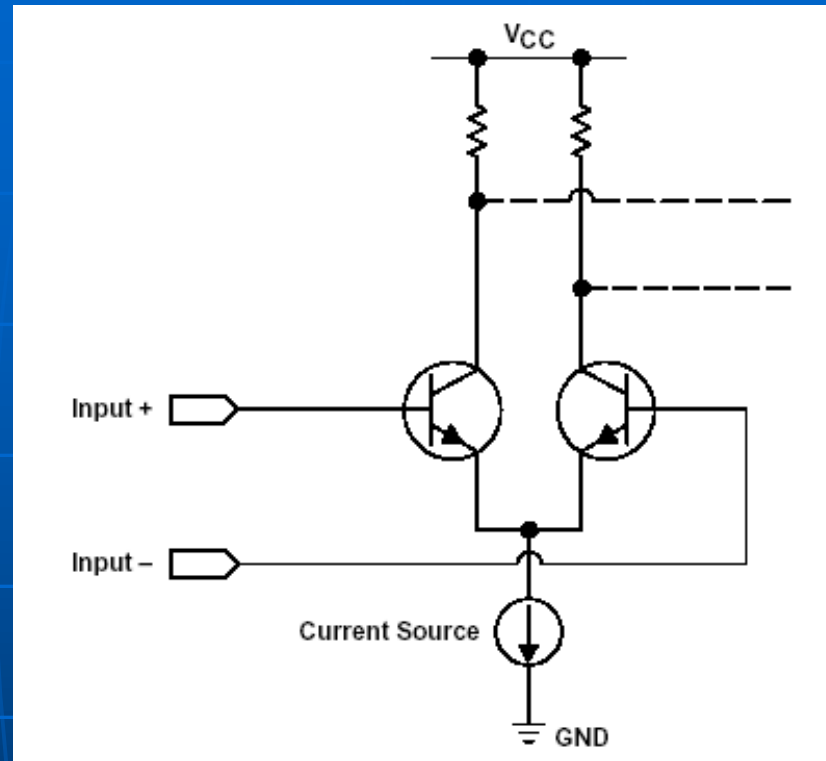 VCC
Input +
Input –
Current Source
GND